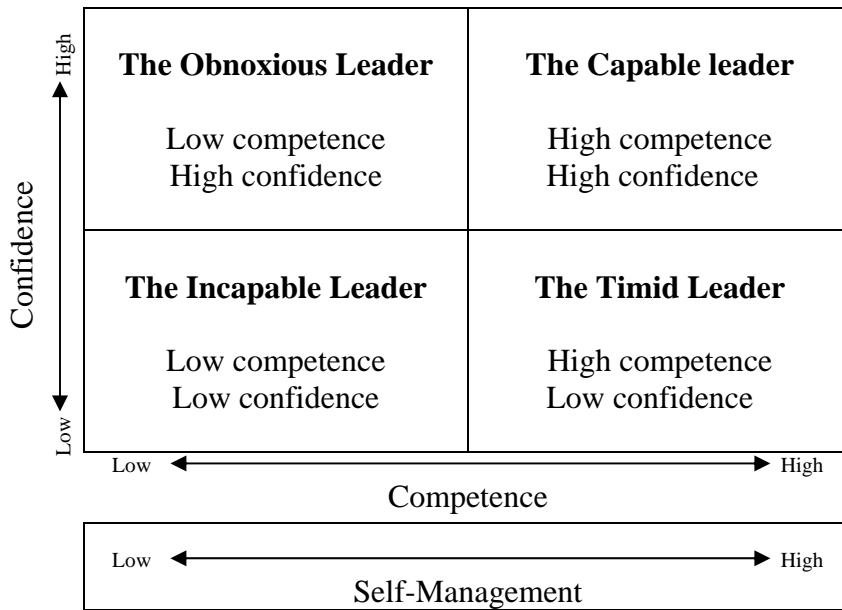 High
The Obnoxious Leader
Low competence
High confidence
The Capable leader
High competence
High confidence
Confidence
The Incapable Leader
Low competence
Low confidence
The Timid Leader
High competence
Low confidence
Low
Low
High
Competence
Low
High
Self-Management